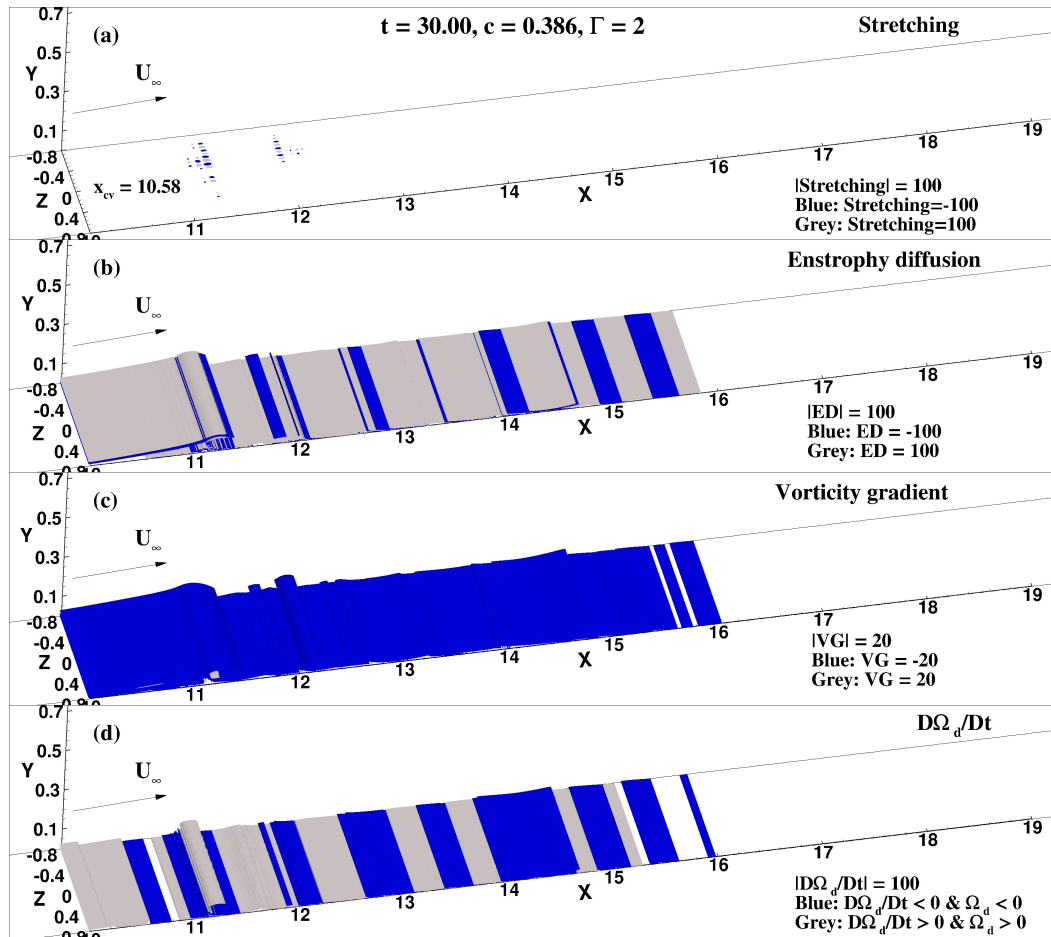 t = 30.00, c = 0.386, Γ = 2
(a)
Stretching
U∞
Y
0.7
0.5
0.3
0.1
-0.8
-0.4
Z 0
0.4
x_cv = 10.58
11 12 13 14 15 16 17 18 19
X
|Stretching| = 100
Blue: Stretching=-100
Grey: Stretching=100
(b)
Enstrophy diffusion
U∞
Y
0.7
0.5
0.3
0.1
-0.8
-0.4
Z 0
0.4
11 12 13 14 15 16 17 18 19
X
|ED| = 100
Blue: ED = -100
Grey: ED = 100
(c)
Vorticity gradient
U∞
Y
0.7
0.5
0.3
0.1
-0.8
-0.4
Z 0
0.4
11 12 13 14 15 16 17 18 19
X
|VG| = 20
Blue: VG = -20
Grey: VG = 20
(d)
DΩ_d/Dt
U∞
Y
0.7
0.5
0.3
0.1
-0.8
-0.4
Z 0
0.4
11 12 13 14 15 16 17 18 19
X
|DΩ_d/Dt| = 100
Blue: DΩ_d/Dt < 0 & Ω_d < 0
Grey: DΩ_d/Dt > 0 & Ω_d > 0